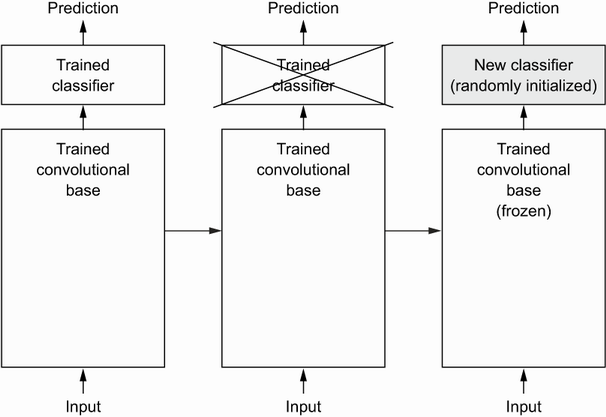 Prediction
Trained
classifier
Trained
convolutional
base
Input
Prediction
Trained
classifier
Trained
convolutional
base
Input
Prediction
New classifier
(randomly initialized)
Trained
convolutional
base
(frozen)
Input